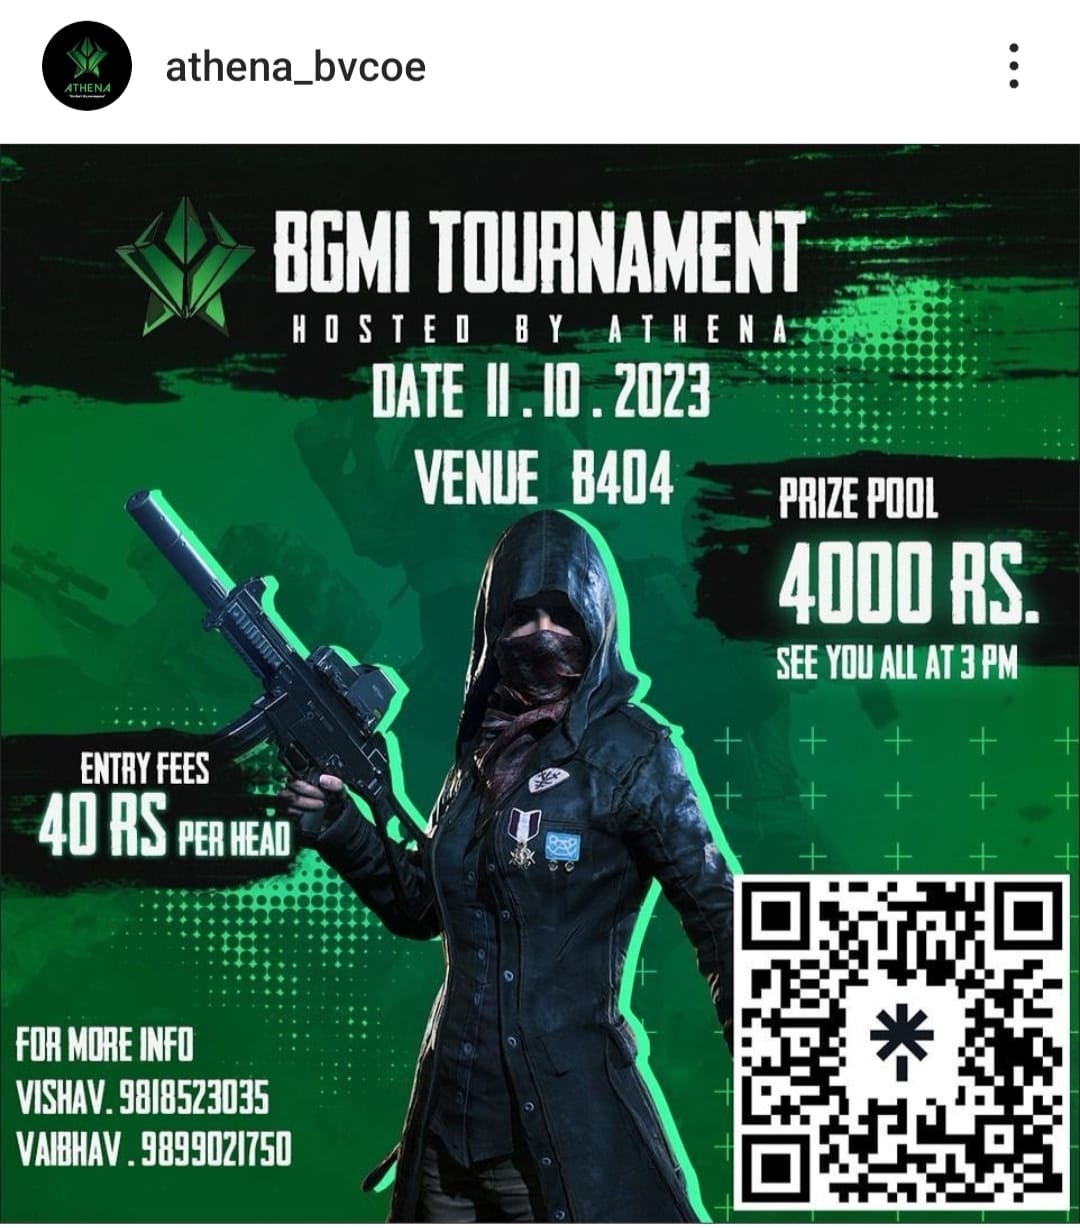 athena_bvcoe
ATHENA
BGMI TOURNAMENT
HOSTED BY ATHENA
DATE 11.10.2023
VENUE B404
PRIZE POOL
4000 RS.
SEE YOU ALL AT 3 PM
ENTRY FEES
40 RS PER HEAD
FOR MORE INFO
VISHAV. 9818523035
VAIBHAV . 9899021750